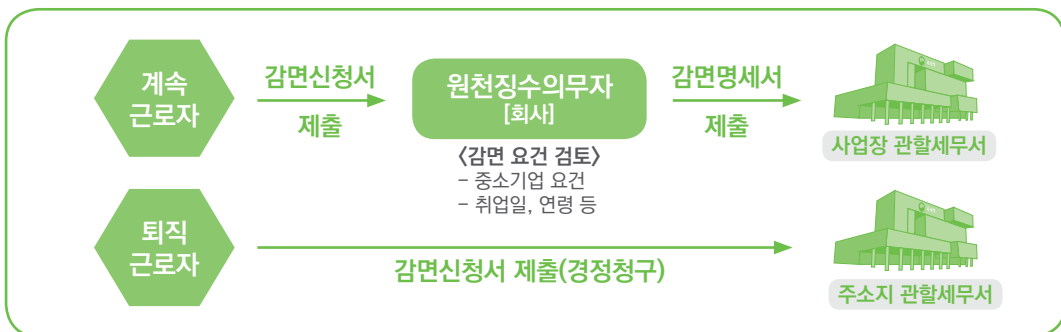 계속
근로자
감면신청서
제출
원천징수의무자
[회사]
〈감면 요건 검토〉
- 중소기업 요건
- 취업일, 연령 등
감면명세서
제출
사업장 관할세무서
퇴직
근로자
감면신청서 제출(경정청구)
주소지 관할세무서